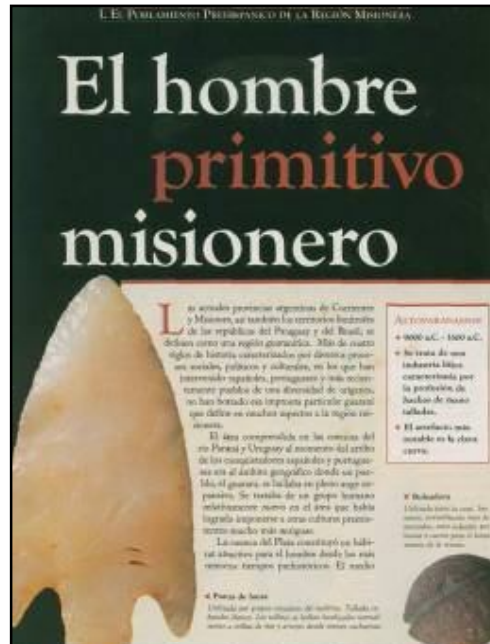 I. EL POBLAMIENTO PREHISPÁNICO DE LA REGIÓN MISIONERA
El hombre
primitivo
misionero
Las actuales provincias argentinas de Corrientes
y Misiones, así también los territorios
de las repúblicas del Paraguay y del Brasil, se
definen como una región guaranítica. Más de cuatro
siglos de historia caracterizados por diversos proce-
sos sociales, políticos y culturales, en los que han
intervenido españoles, portugueses y más recien-
temente pueblos de una diversidad de orígenes,
no han borrado esa impronta particular guaraní
que define en muchos aspectos a la región mi-
sionera.
El área comprendida en las cuencas del
río Paraná y Uruguay al momento del arribo
de los conquistadores españoles y portugue-
ses era el ámbito geográfico donde un pue-
blo, el guaraní, se hallaba en pleno auge ex-
pansivo. Se trataba de un grupo humano
relativamente nuevo en el área que había
logrado imponerse a otras culturas
mucho más antiguas.
La cuenca del Plata constituyó un hábi-
tat atractivo para el hombre desde los más
remotos tiempos prehistóricos. El medio
ALTOPARANAENSE
9000 a.C. -
Se trata de una
industria lítica
caracterizada por
la profusión de
hachas de mano
talladas.
El artefacto más
notable es la clava
curva.
Boleadora
Puntas de lanza